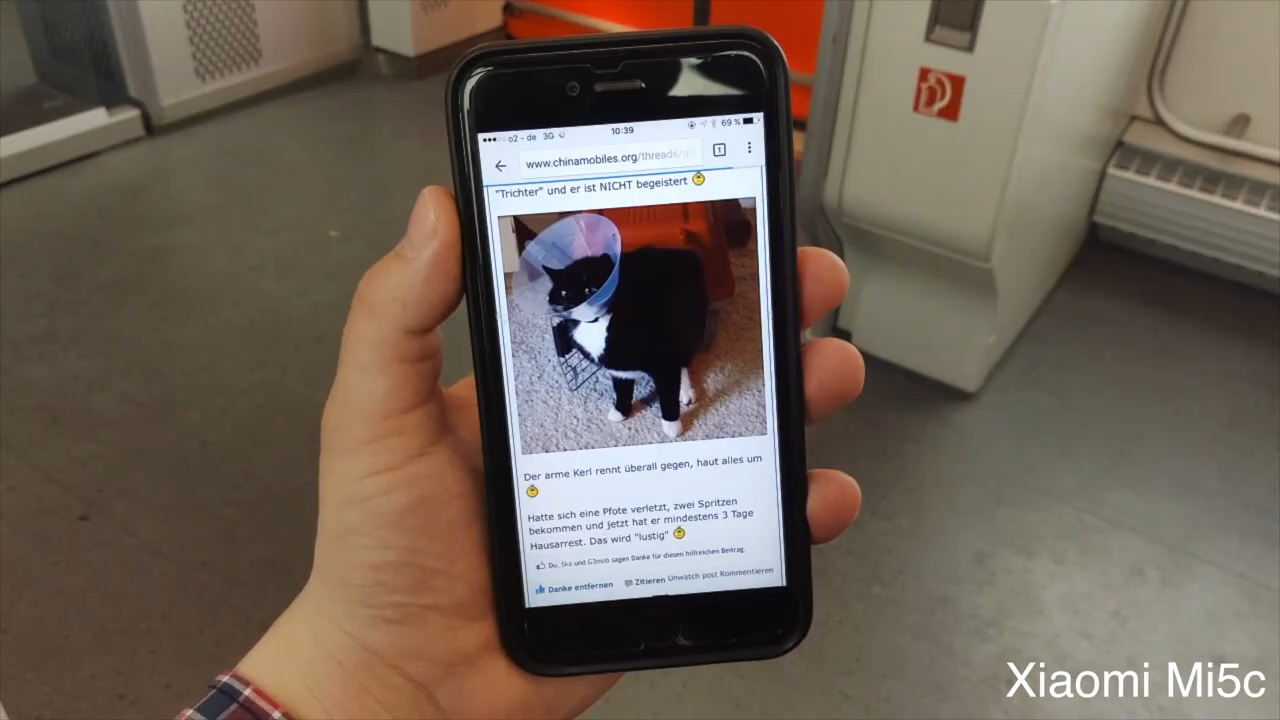 o2 - de 3G 10:39 69 %
www.chinamobiles.org/threads/al
1
"Trichter" und er ist NICHT begeistert
Der arme Kerl rennt überall gegen, haut alles um
Hatte sich eine Pfote verletzt, zwei Spritzen
bekommen und jetzt hat er mindestens 3 Tage
Hausarrest. Das wird "lustig"
Du, Ska und G3mob sagen Danke für diesen hilfreichen Beitrag.
Danke entfernen Zitieren Unwatch post Kommentieren
Xiaomi Mi5c